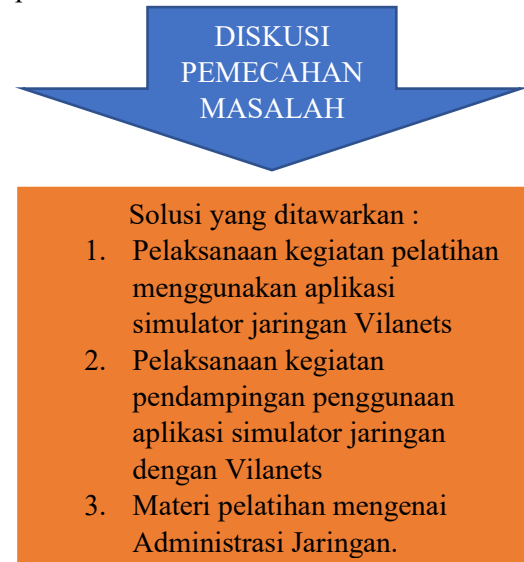 DISKUSI
PEMECAHAN
MASALAH
Solusi yang ditawarkan :
1. Pelaksanaan kegiatan pelatihan
menggunakan aplikasi
simulator jaringan Vilanets
2. Pelaksanaan kegiatan
pendampingan penggunaan
aplikasi simulator jaringan
dengan Vilanets
3. Materi pelatihan mengenai
Administrasi Jaringan.